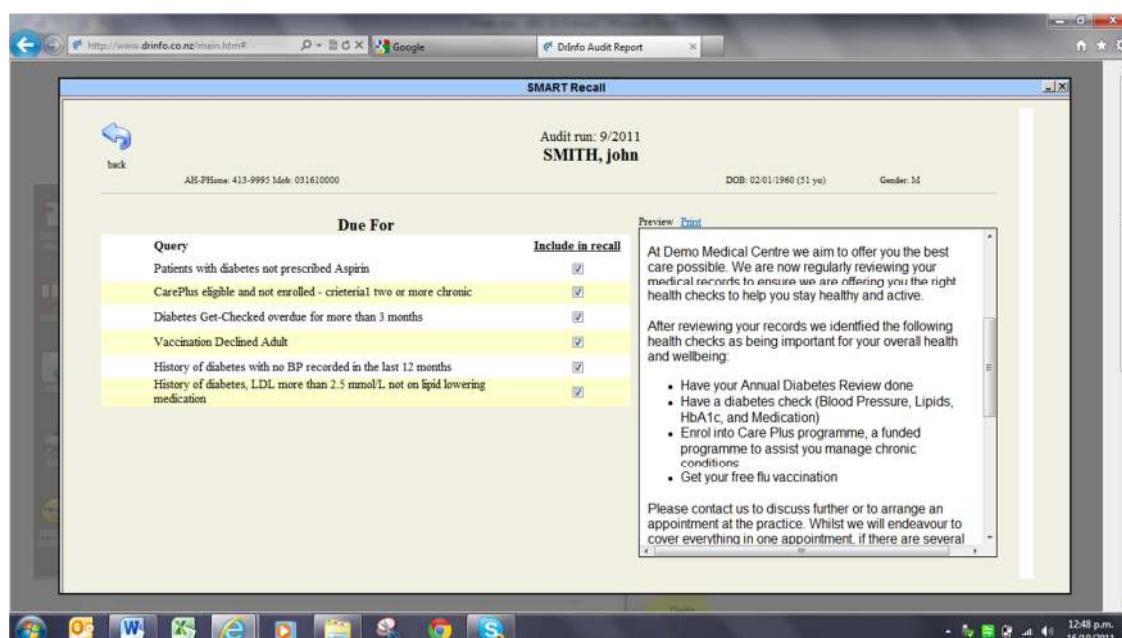 http://www.drinfo.co.nz/main.htm#
Google
DrInfo Audit Report
SMART Recall
back
Audit run: 9/2011
SMITH, john
AH-PHone: 413-9995 Mob: 031610000
DOB: 02/01/1960 (51 yo)
Gender: M
Due For
Query
Include in recall
Patients with diabetes not prescribed Aspirin
CarePlus eligible and not enrolled - crieteria1 two or more chronic
Diabetes Get-Checked overdue for more than 3 months
Vaccination Declined Adult
History of diabetes with no BP recorded in the last 12 months
History of diabetes, LDL more than 2.5 mmol/L not on lipid lowering
medication
Preview Print
At Demo Medical Centre we aim to offer you the best
care possible. We are now regularly reviewing your
medical records to ensure we are offering you the right
health checks to help you stay healthy and active.
After reviewing your records we identfied the following
health checks as being important for your overall health
and wellbeing:
Have your Annual Diabetes Review done
Have a diabetes check (Blood Pressure, Lipids,
HbA1c, and Medication)
Enrol into Care Plus programme, a funded
programme to assist you manage chronic
conditions
Get your free flu vaccination
Please contact us to discuss further or to arrange an
appointment at the practice. Whilst we will endeavour to
cover everything in one appointment, if there are several
12:48 p.m.